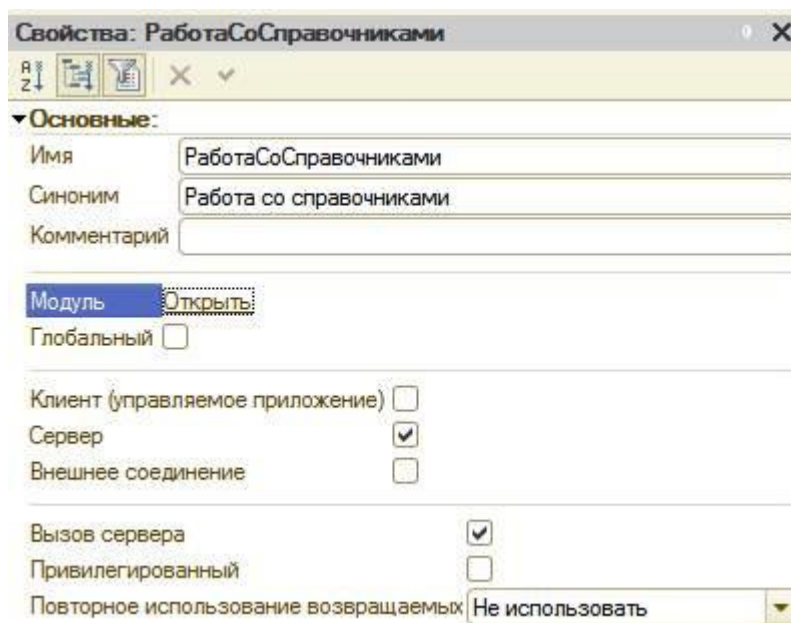 Свойства: РаботаСоСправочниками
Основные:
Имя РаботаСоСправочниками
Синоним Работа со справочниками
Комментарий
Модуль Открыть
Глобальный
Клиент (управляемое приложение)
Сервер
Внешнее соединение
Вызов сервера
Привилегированный
Повторное использование возвращаемых Не использовать